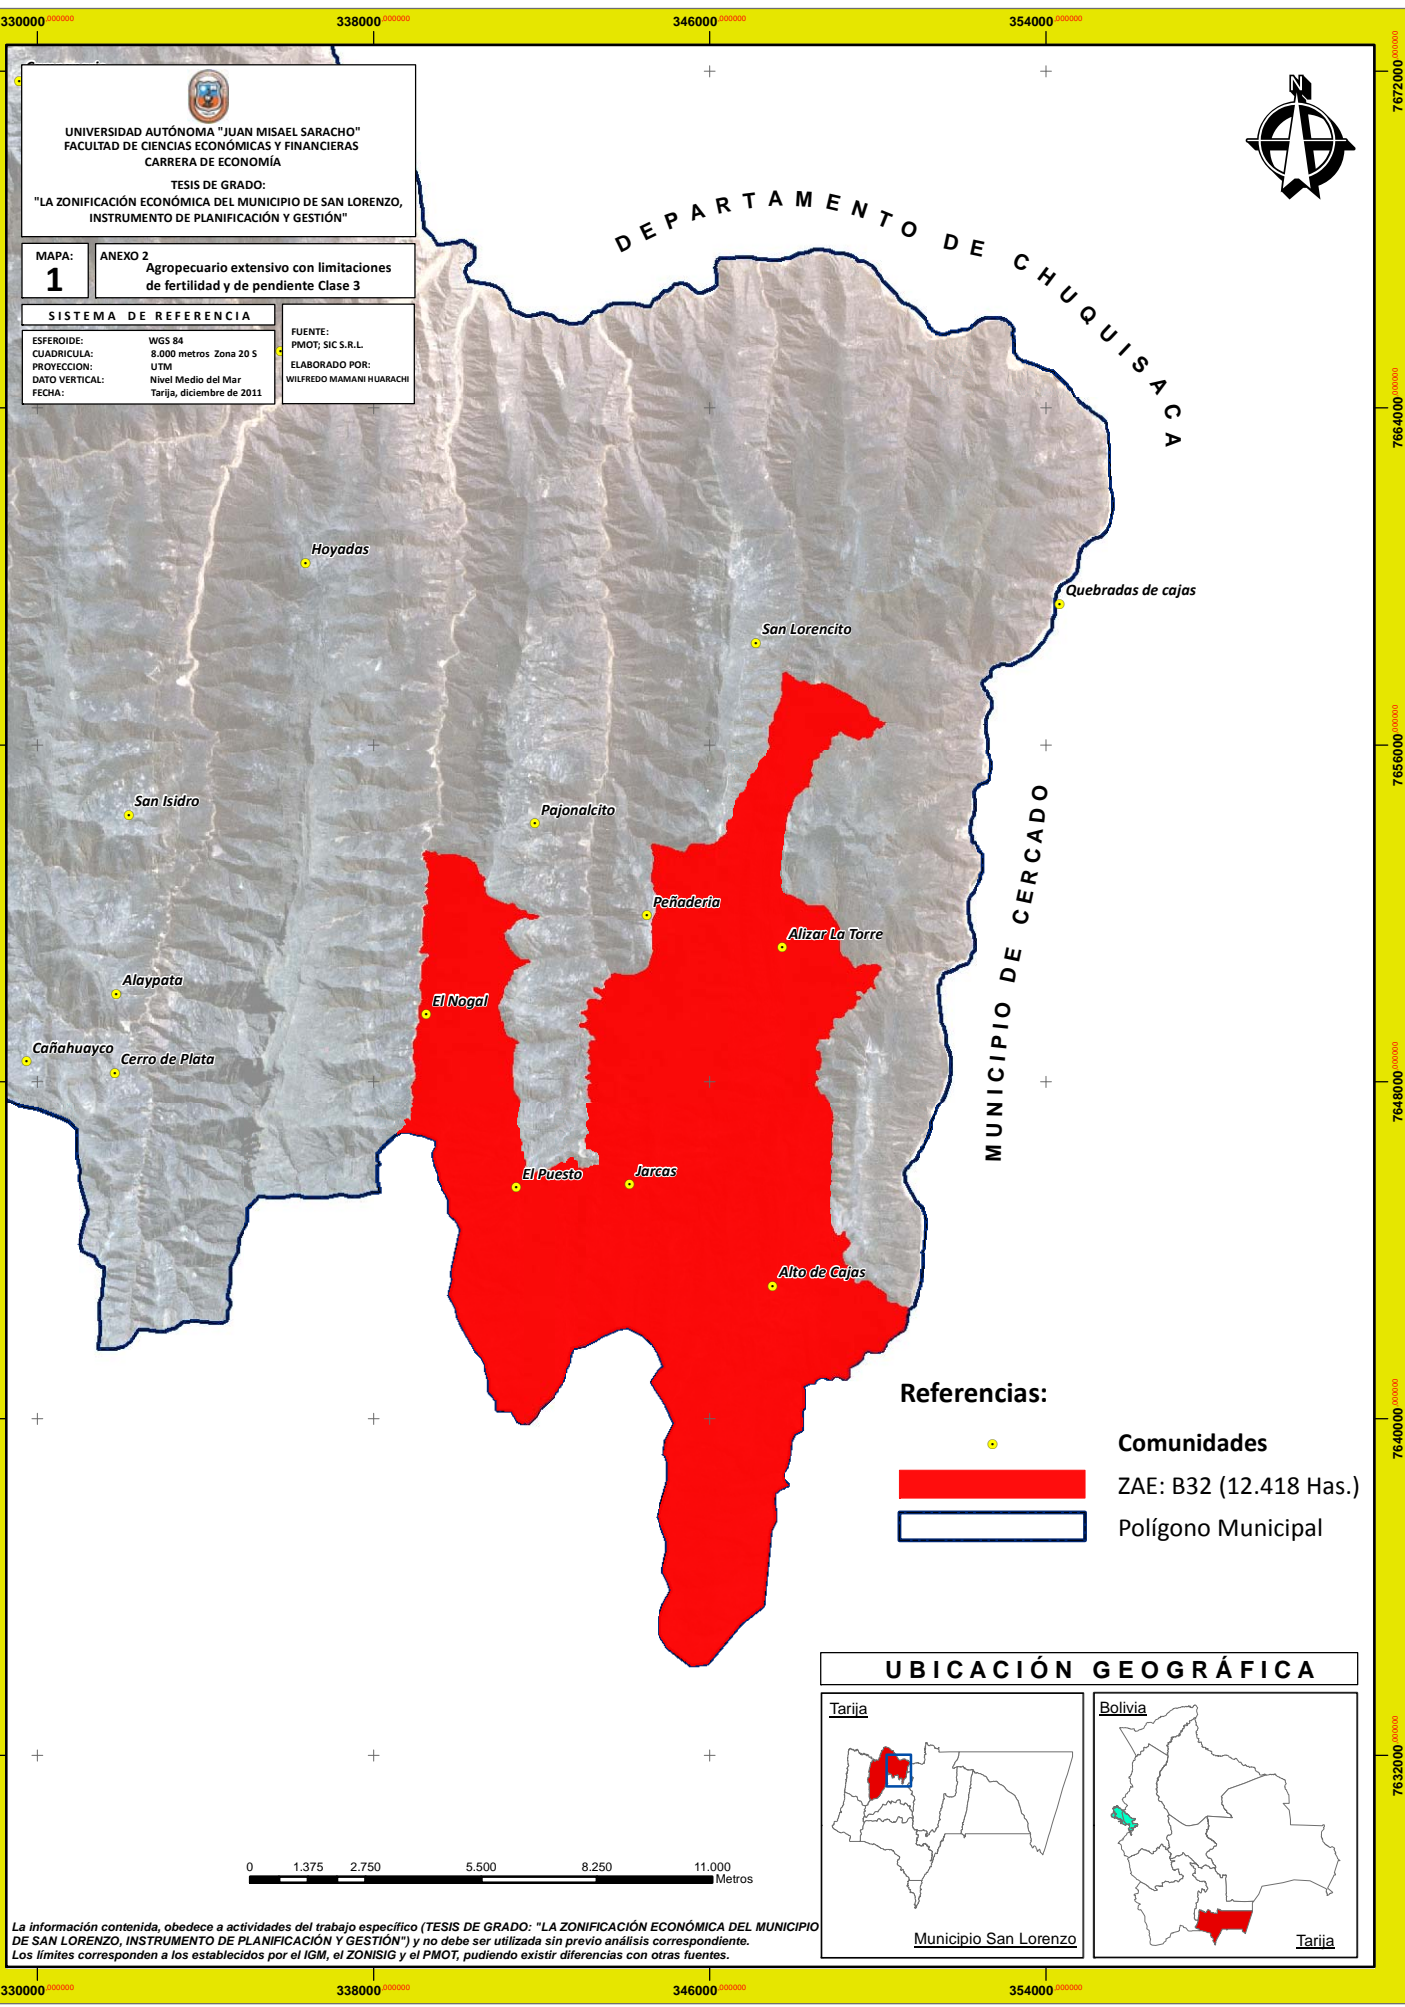 330000.000000
338000.000000
346000.000000
354000.000000
7672000.000000
7664000.000000
7656000.000000
7648000.000000
7640000.000000
7632000.000000
UNIVERSIDAD AUTÓNOMA "JUAN MISAEL SARACHO"
FACULTAD DE CIENCIAS ECONÓMICAS Y FINANCIERAS
CARRERA DE ECONOMÍA
TESIS DE GRADO:
"LA ZONIFICACIÓN ECONÓMICA DEL MUNICIPIO DE SAN LORENZO,
INSTRUMENTO DE PLANIFICACIÓN Y GESTIÓN"
MAPA:
1
ANEXO 2
Agropecuario extensivo con limitaciones
de fertilidad y de pendiente Clase 3
SISTEMA DE REFERENCIA
ESFEROIDE: WGS 84
CUADRICULA: 8.000 metros Zona 20 S
PROYECCION: UTM
DATO VERTICAL: Nivel Medio del Mar
FECHA: Tarija, diciembre de 2011
FUENTE:
PMOT; SIC S.R.L.
ELABORADO POR:
WILFREDO MAMANI HUARACHI
N
DEPARTAMENTO DE CHUQUISACA
Hoyadas
Quebradas de cajas
San Lorencito
San Isidro
Pajonalcito
MUNICIPIO DE CERCADO
Peñaderia
Alizar La Torre
Alaypata
El Nogal
Cañahuayco
Cerro de Plata
El Puesto
Jarcas
Alto de Cajas
Referencias:
Comunidades
ZAE: B32 (12.418 Has.)
Polígono Municipal
UBICACIÓN GEOGRÁFICA
Tarija
Municipio San Lorenzo
Bolivia
Tarija
0 1.375 2.750 5.500 8.250 11.000
Metros
La información contenida, obedece a actividades del trabajo específico (TESIS DE GRADO: "LA ZONIFICACIÓN ECONÓMICA DEL MUNICIPIO
DE SAN LORENZO, INSTRUMENTO DE PLANIFICACIÓN Y GESTIÓN") y no debe ser utilizada sin previo análisis correspondiente.
Los límites corresponden a los establecidos por el IGM, el ZONISIG y el PMOT, pudiendo existir diferencias con otras fuentes.
330000.000000
338000.000000
346000.000000
354000.000000